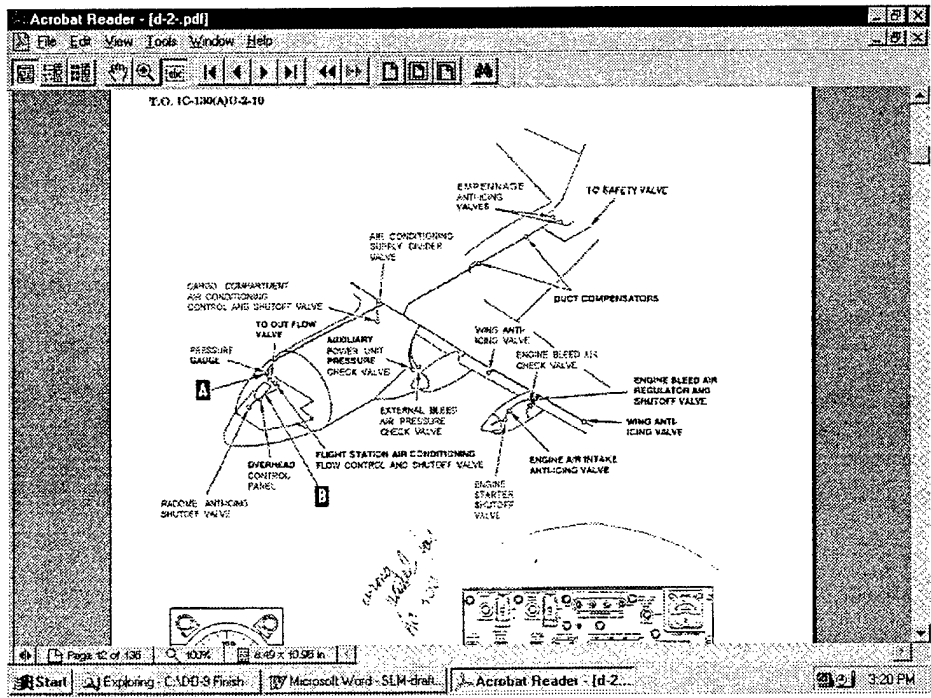 Acrobat Reader - [d-2-.pdf]
File Edit View Tools Window Help
T.O. 1C-130(A)U-2-10
EMPENNAGE
ANTI-ICING
VALVES
TO SAFETY VALVE
AIR CONDITIONING
SUPPLY DIVIDER
VALVE
DUCT COMPENSATORS
CARGO COMPARTMENT
AIR CONDITIONING
CONTROL AND SHUTOFF VALVE
TO OUT FLOW
VALVE
PRESSURE
GAUGE
A
AUXILIARY
POWER UNIT
PRESSURE
CHECK VALVE
WING ANTI-
ICING VALVE
ENGINE BLEED AIR
CHECK VALVE
ENGINE BLEED AIR
REGULATOR AND
SHUTOFF VALVE
EXTERNAL BLEED
AIR PRESSURE
CHECK VALVE
WING ANTI-
ICING VALVE
FLIGHT STATION AIR CONDITIONING
FLOW CONTROL AND SHUTOFF VALVE
ENGINE AIR INTAKE
ANTI-ICING VALVE
OVERHEAD
CONTROL
PANEL
B
ENGINE
STARTER
SHUTOFF
VALVE
RADOME ANTI-ICING
SHUTOFF VALVE
Page 12 of 136
100%
8.49 x 10.98 in
Start
Exploring - C:\DD-9 Finish
Microsoft Word - SLM-draft...
Acrobat Reader - [d-2...
3:20 PM